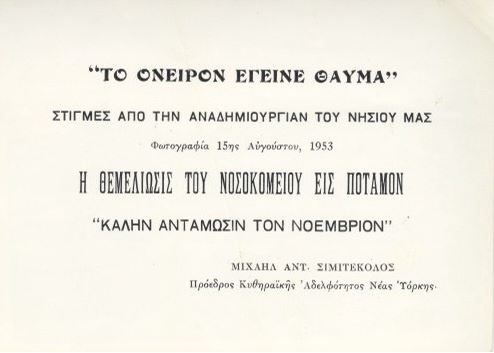 "ΤΟ ΟΝΕΙΡΟΝ ΕΓΕΙΝΕ ΘΑΥΜΑ"
ΣΤΙΓΜΕΣ ΑΠΟ ΤΗΝ ΑΝΑΔΗΜΙΟΥΡΓΙΑΝ ΤΟΥ ΝΗΣΙΟΥ ΜΑΣ
Φωτογραφία 15ης Αὐγούστου, 1953
Η ΘΕΜΕΛΙΩΣΙΣ ΤΟΥ ΝΟΣΟΚΟΜΕΙΟΥ ΕΙΣ ΠΟΤΑΜΟΝ
"ΚΑΛΗΝ ΑΝΤΑΜΩΣΙΝ ΤΟΝ ΝΟΕΜΒΡΙΟΝ"
ΜΙΧΑΗΛ ΑΝΤ. ΣΙΜΙΤΕΚΟΛΟΣ
Πρόεδρος Κυθηραϊκῆς Ἀδελφότητος Νέας Ὑόρκης.